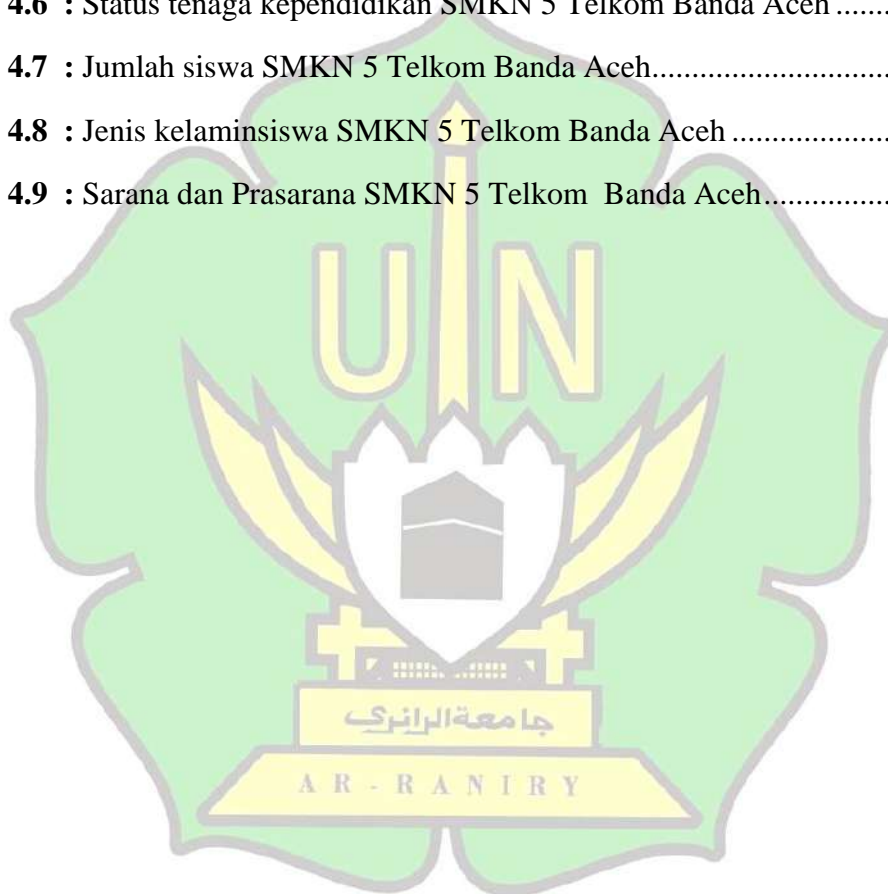 4.6 : Status tenaga kependidikan SMKN 5 Telkom Banda Aceh .......
4.7 : Jumlah siswa SMKN 5 Telkom Banda Aceh..............................
4.8 : Jenis kelaminsiswa SMKN 5 Telkom Banda Aceh ....................
4.9 : Sarana dan Prasarana SMKN 5 Telkom  Banda Aceh................
UIN
جامعةالرانري
AR-RANIRY